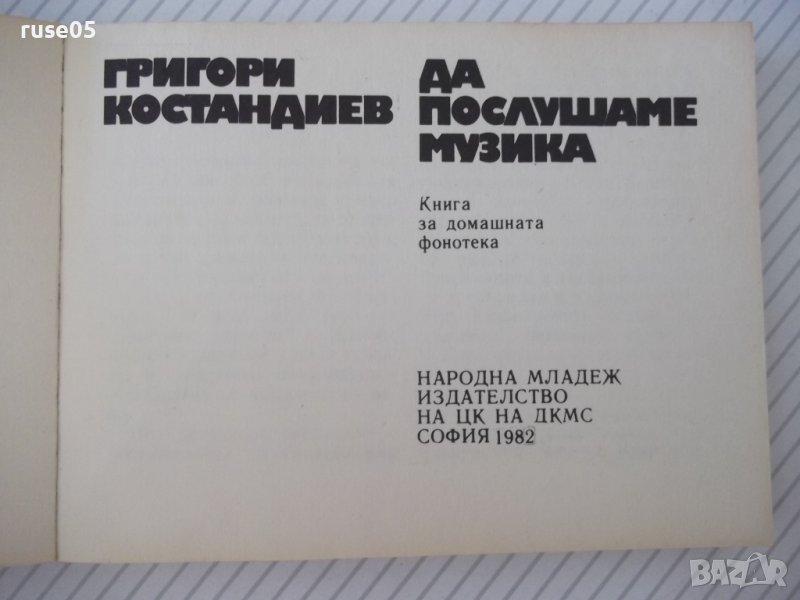 ruse05
ГРИГОРИ
КОСТАНДИЕВ
ДА
ПОСЛУШАМЕ
МУЗИКА
Книга
за домашната
фонотека
НАРОДНА МЛАДЕЖ
ИЗДАТЕЛСТВО
НА ЦК НА ДКМС
СОФИЯ 1982
BAZAR